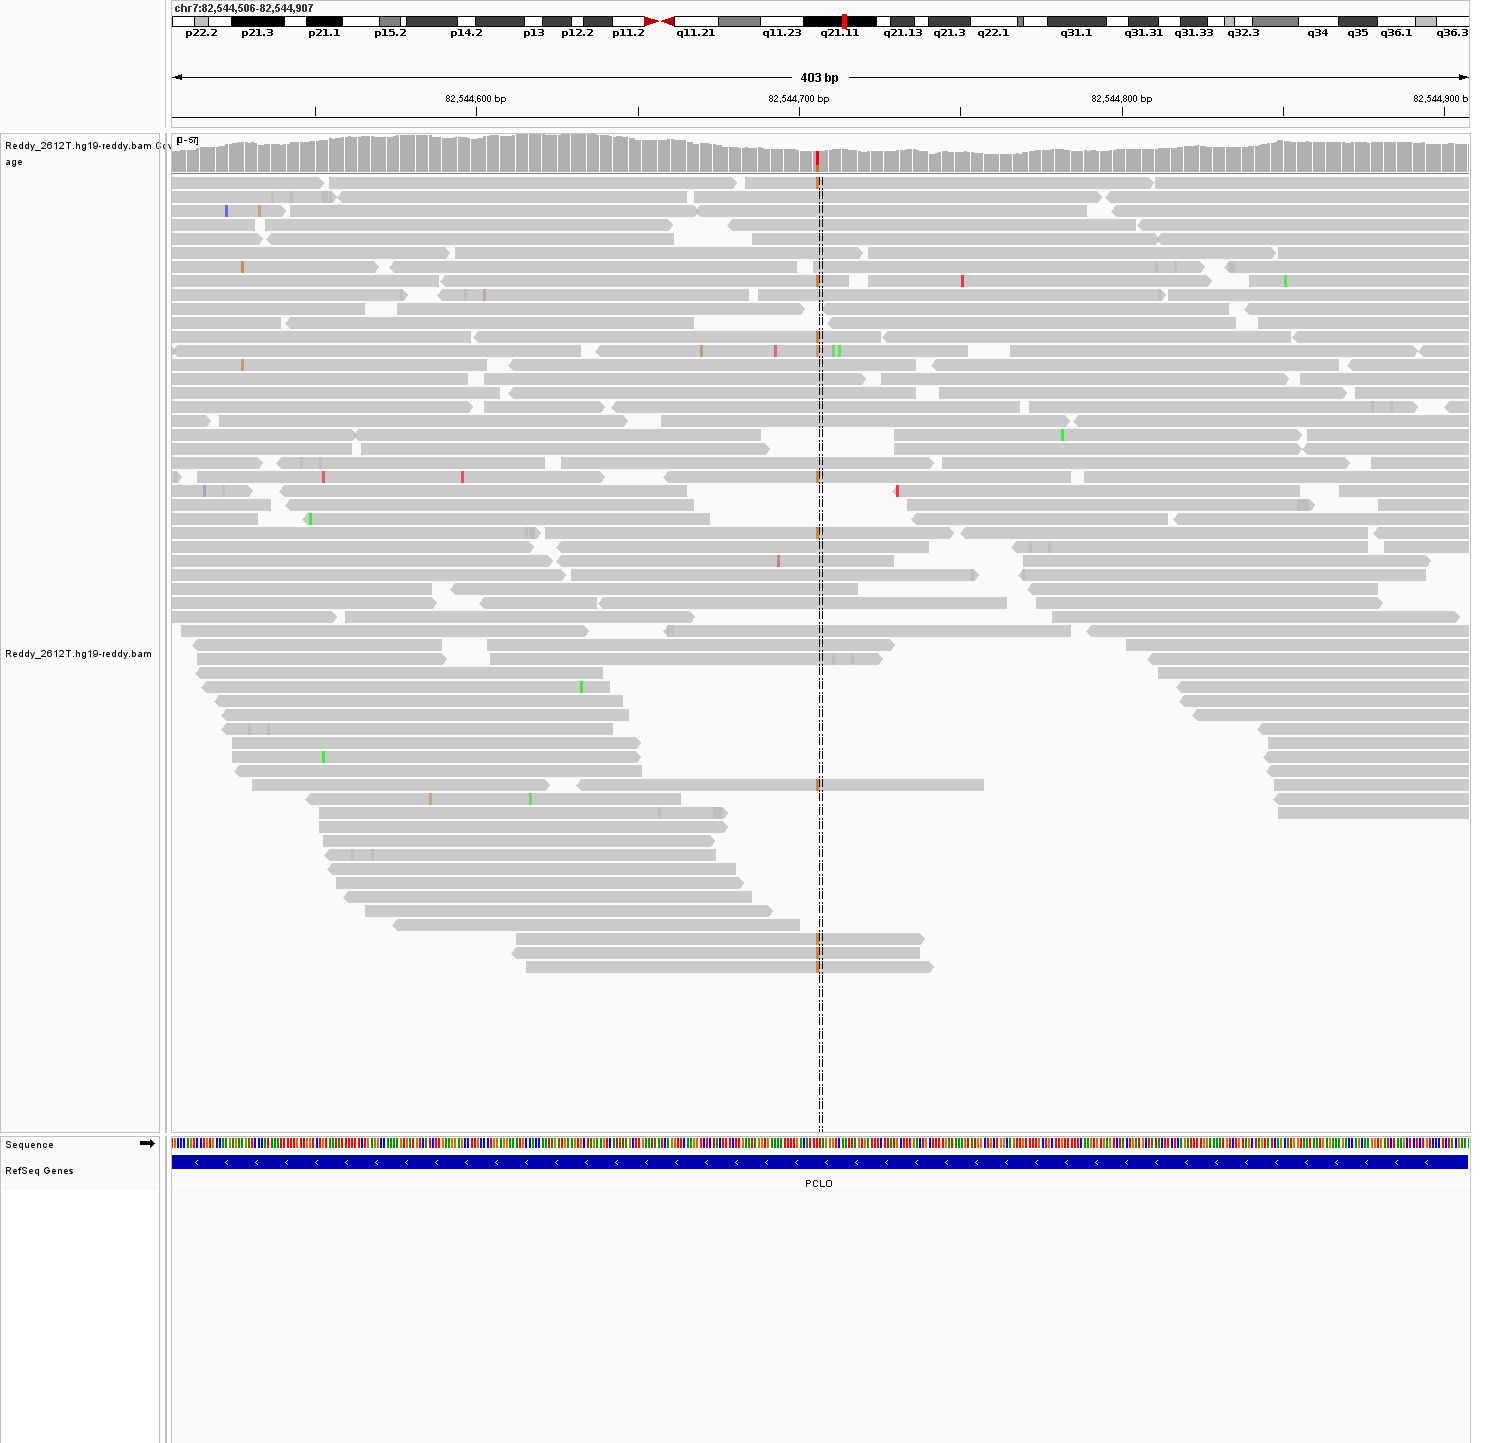 chr7:82,544,506-82,544,907
p22.2 p21.3 p21.1 p15.2 p14.2 p13 p12.2 p11.2 q11.21 q11.23 q21.11 q21.13 q21.3 q22.1 q31.1 q31.31 q31.33 q32.3 q34 q35 q36.1 q36.3
403 bp
82,544,600 bp 82,544,700 bp 82,544,800 bp 82,544,900 b
[0 - 57]
Reddy_2612T.hg19-reddy.bam Cov
age
Reddy_2612T.hg19-reddy.bam
Sequence
RefSeq Genes
PCLO